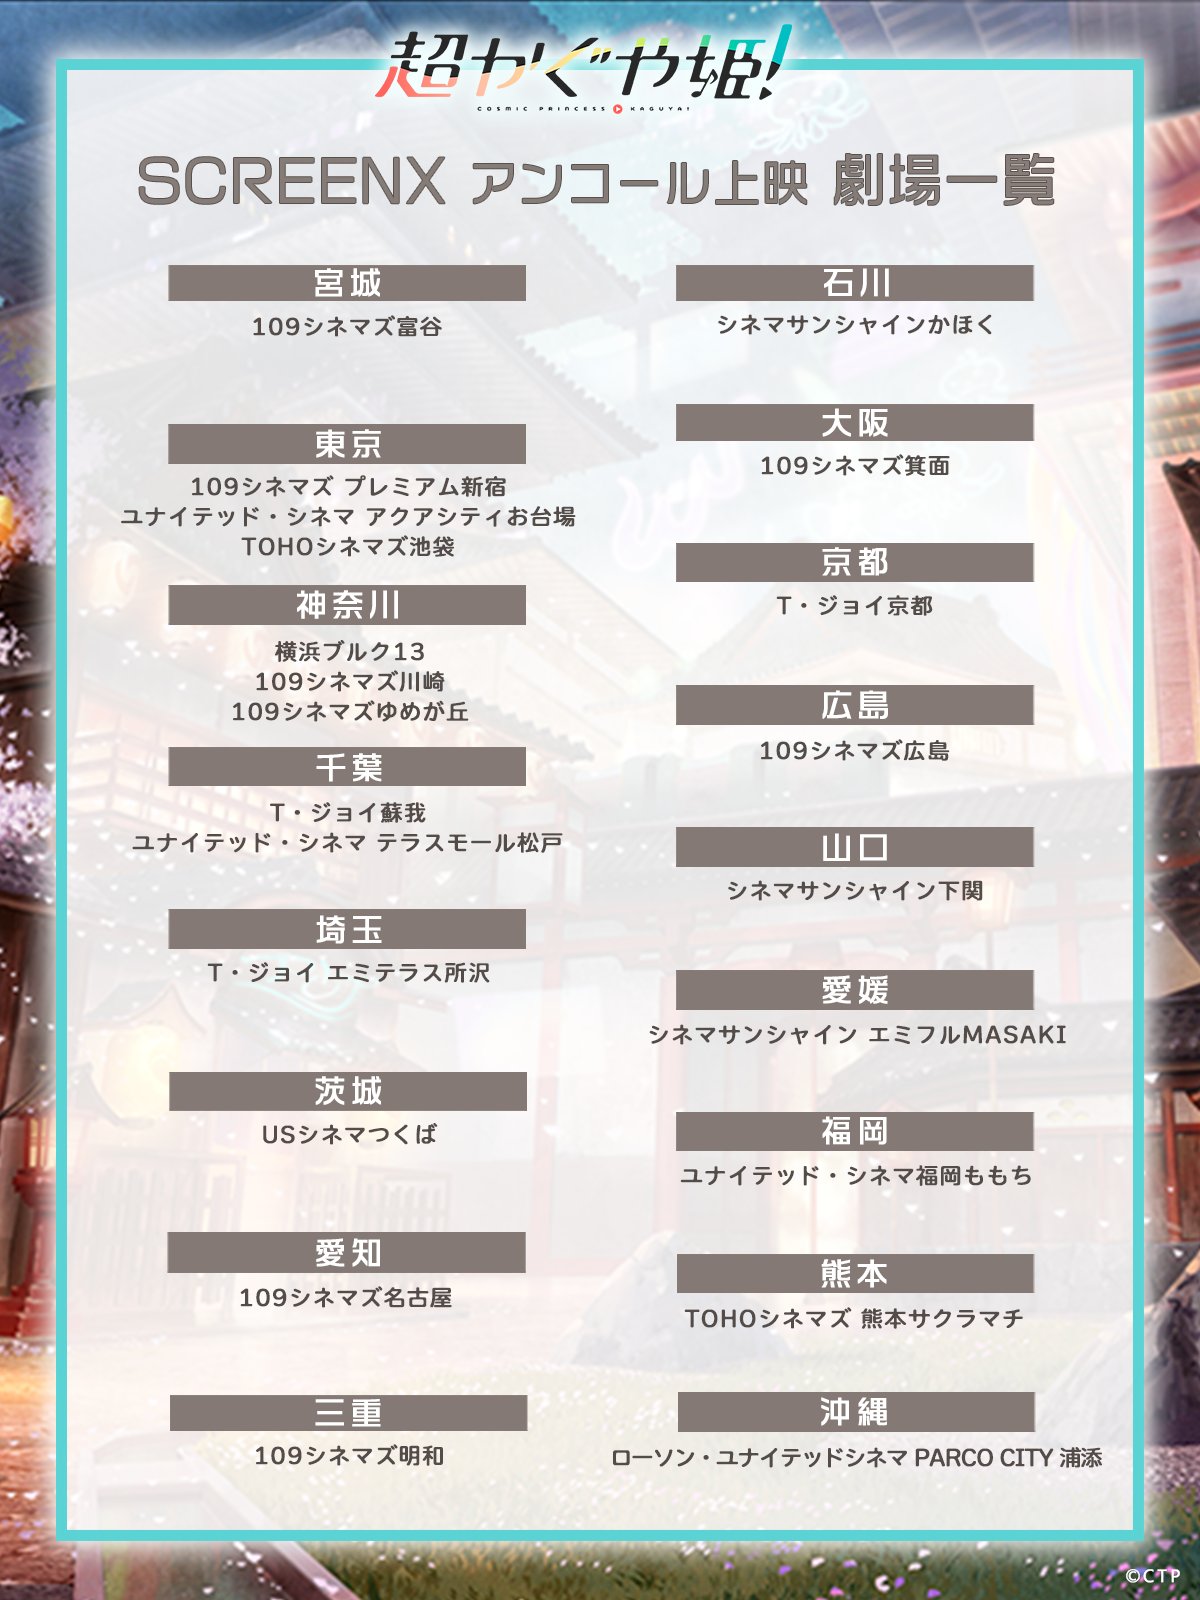 超かぐや姫!
COSMIC PRINCESS KAGUYA!
SCREENX アンコール上映 劇場一覧
宮城
109シネマズ富谷
東京
109シネマズ プレミアム新宿
ユナイテッド・シネマ アクアシティお台場
TOHOシネマズ池袋
神奈川
横浜ブルク13
109シネマズ川崎
109シネマズゆめが丘
千葉
T・ジョイ蘇我
ユナイテッド・シネマ テラスモール松戸
埼玉
T・ジョイ エミテラス所沢
茨城
USシネマつくば
愛知
109シネマズ名古屋
三重
109シネマズ明和
石川
シネマサンシャインかほく
大阪
109シネマズ箕面
京都
T・ジョイ京都
広島
109シネマズ広島
山口
シネマサンシャイン下関
愛媛
シネマサンシャイン エミフルMASAKI
福岡
ユナイテッド・シネマ福岡ももち
熊本
TOHOシネマズ 熊本サクラマチ
沖縄
ローソン・ユナイテッドシネマ PARCO CITY 浦添
©CTP